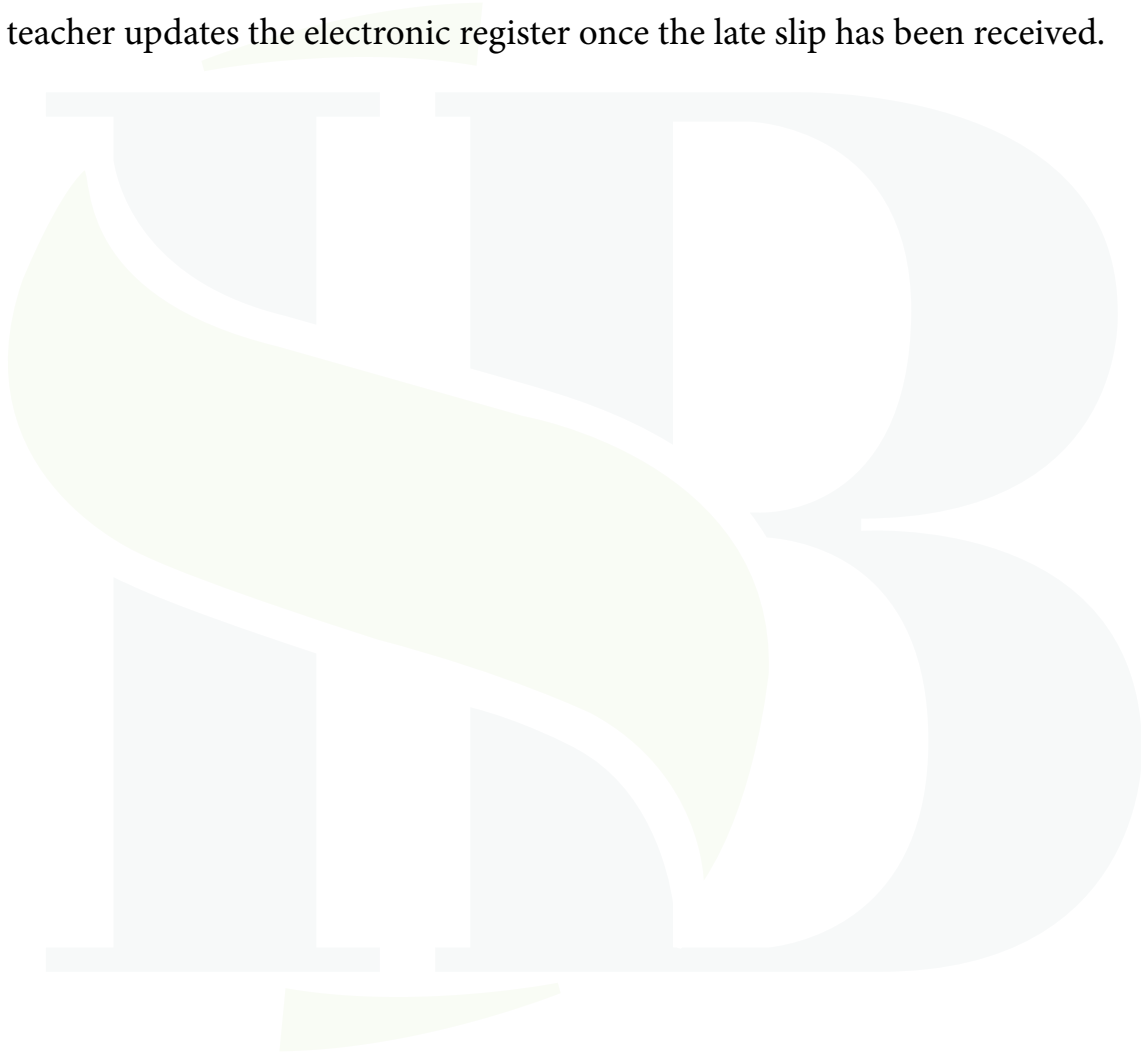 teacher updates the electronic register once the late slip has been received.